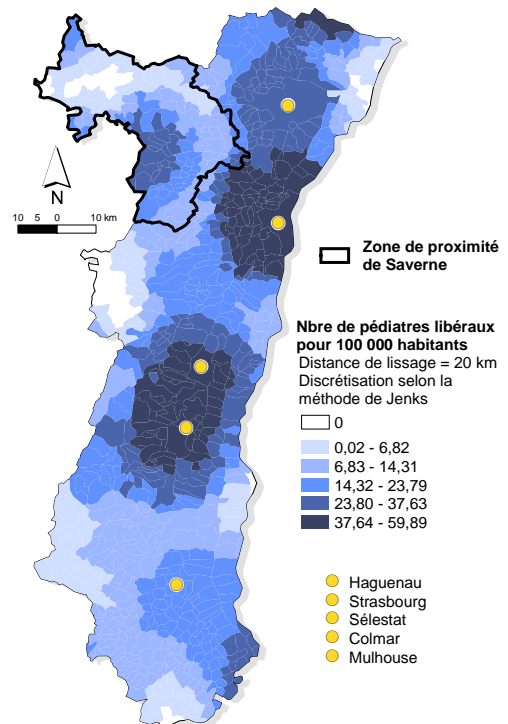 N
10 5 0 10 km
Zone de proximité
de Saverne
Nbre de pédiatres libéraux
pour 100 000 habitants
Distance de lissage = 20 km
Discrétisation selon la
méthode de Jenks
0
0,02 - 6,82
6,83 - 14,31
14,32 - 23,79
23,80 - 37,63
37,64 - 59,89
Haguenau
Strasbourg
Sélestat
Colmar
Mulhouse